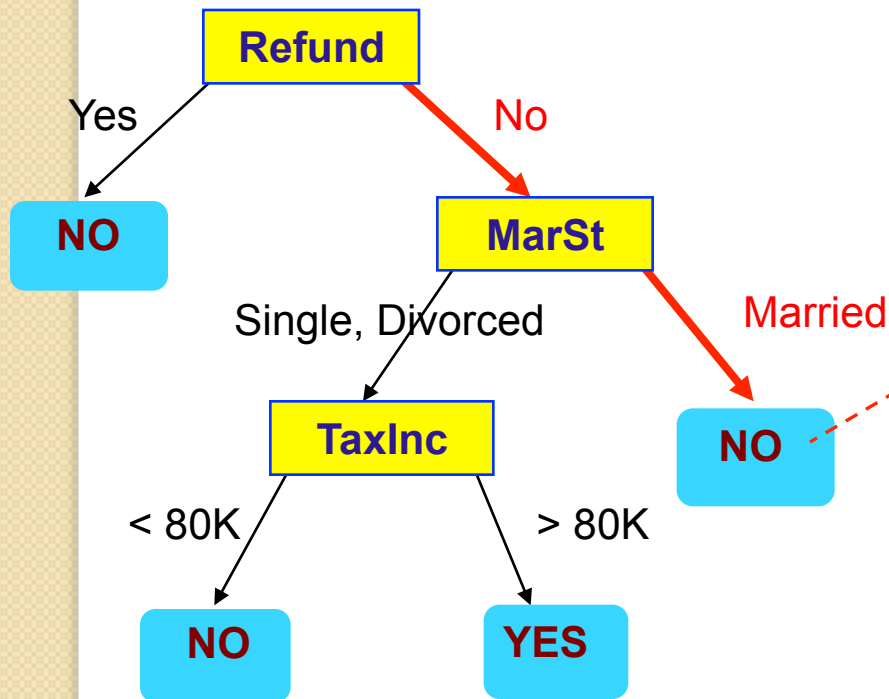 Refund
Yes
No
NO
MarSt
Single, Divorced
Married
TaxInc
NO
< 80K
> 80K
NO
YES